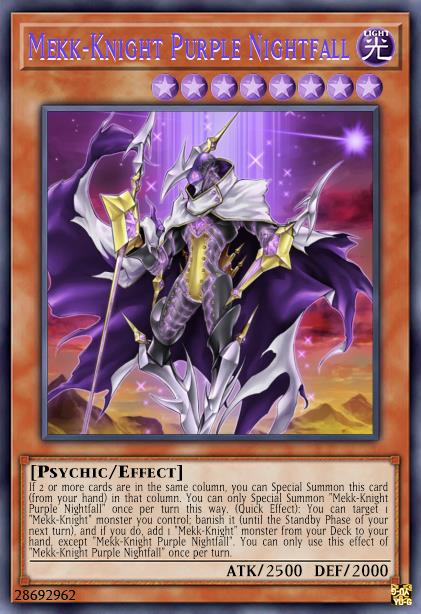 MEKK-KNIGHT PURPLE NIGHTFALL
LIGHT
光
[PSYCHIC/EFFECT]
If 2 or more cards are in the same column, you can Special Summon this card
(from your hand) in that column. You can only Special Summon "Mekk-Knight
Purple Nightfall" once per turn this way. (Quick Effect): You can target 1
"Mekk-Knight" monster you control; banish it (until the Standby Phase of your
next turn), and if you do, add 1 "Mekk-Knight" monster from your Deck to your
hand, except "Mekk-Knight Purple Nightfall". You can only use this effect of
"Mekk-Knight Purple Nightfall" once per turn.
ATK/2500 DEF/2000
28692962